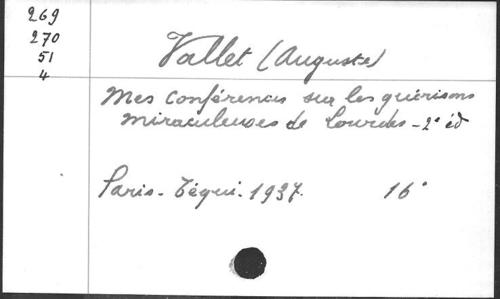 269
270
51
4
Vallet (Auguste)
Mes Conférences sur les guérisons
miraculeuses de Lourdes - 2e éd
Paris - Téqui - 1937. 16°